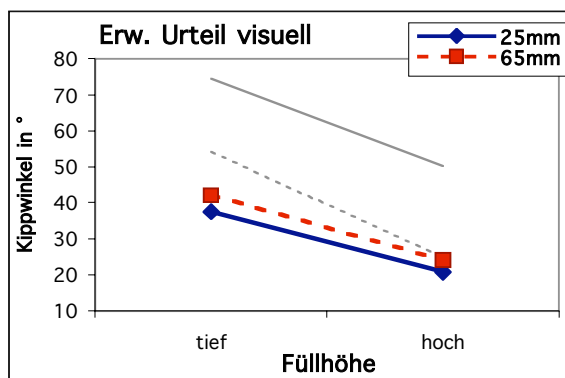 Erw. Urteil visuell
25mm
65mm
Kippwinkel in °
80
70
60
50
40
30
20
10
tief
hoch
Füllhöhe